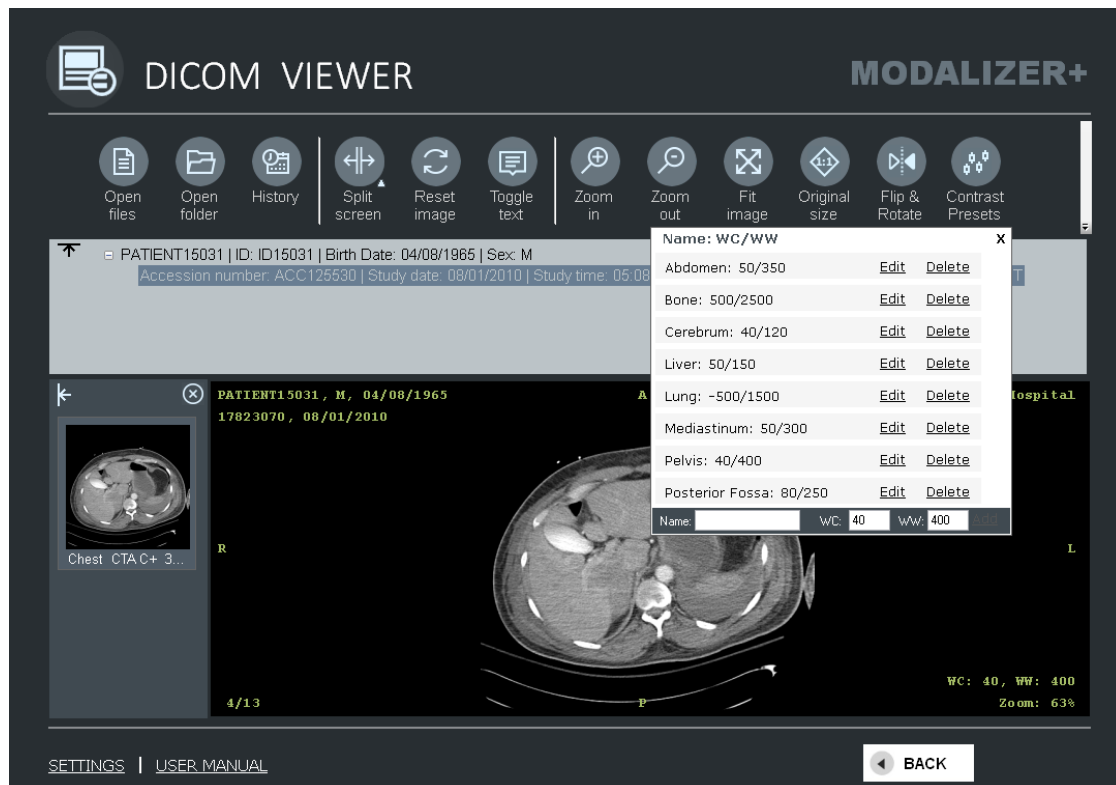 DICOM VIEWER
MODALIZER+
Open files
Open folder
History
Split screen
Reset image
Toggle text
Zoom in
Zoom out
Fit image
1:1
Original size
Flip & Rotate
Contrast Presets
PATIENT15031 | ID: ID15031 | Birth Date: 04/08/1965 | Sex: M
Accession number: ACC125530 | Study date: 08/01/2010 | Study time: 05:08
T
Name: WC/WW X
Abdomen: 50/350 Edit Delete
Bone: 500/2500 Edit Delete
Cerebrum: 40/120 Edit Delete
Liver: 50/150 Edit Delete
Lung: -500/1500 Edit Delete
Mediastinum: 50/300 Edit Delete
Pelvis: 40/400 Edit Delete
Posterior Fossa: 80/250 Edit Delete
Name: WC: 40 WW: 400 Add
Chest CTA C+ 3...
PATIENT15031, M, 04/08/1965
17823070, 08/01/2010
A
Hospital
R
L
4/13
P
WC: 40, WW: 400
Zoom: 63%
SETTINGS | USER MANUAL
BACK